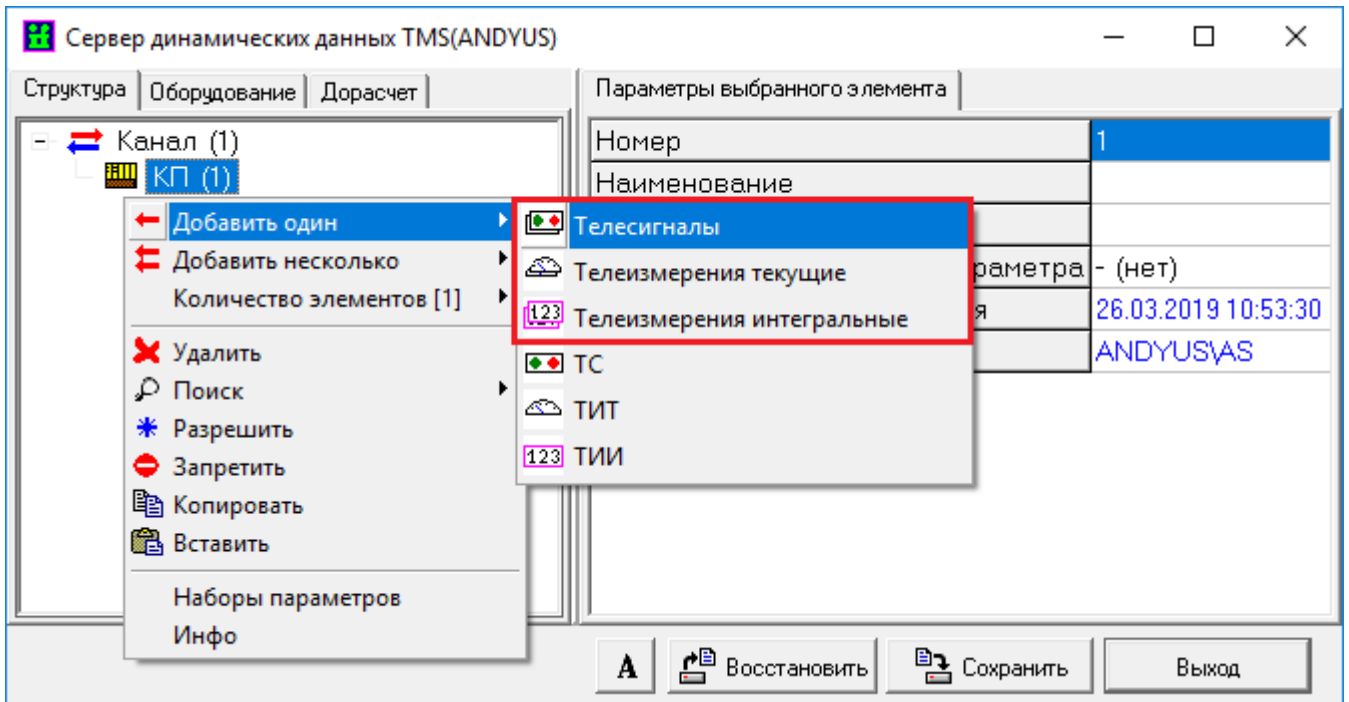 Сервер динамических данных TMS(ANDYUS)
Структура Оборудование Дорасчет
Параметры выбранного элемента
Канал (1)
КП (1)
Номер 1
Наименование
Добавить один
Добавить несколько
Количество элементов [1]
Удалить
Поиск
Разрешить
Запретить
Копировать
Вставить
Наборы параметров
Инфо
Телесигналы
Телеизмерения текущие
123 Телеизмерения интегральные
ТС
ТИТ
123 ТИИ
раметра - (нет)
я 26.03.2019 10:53:30
ANDYUS\AS
A Восстановить Сохранить Выход